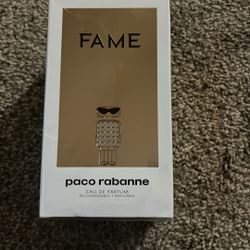 FAME
paco rabanne
EAU DE PARFUM
RECHARGEABLE • REFILLABLE